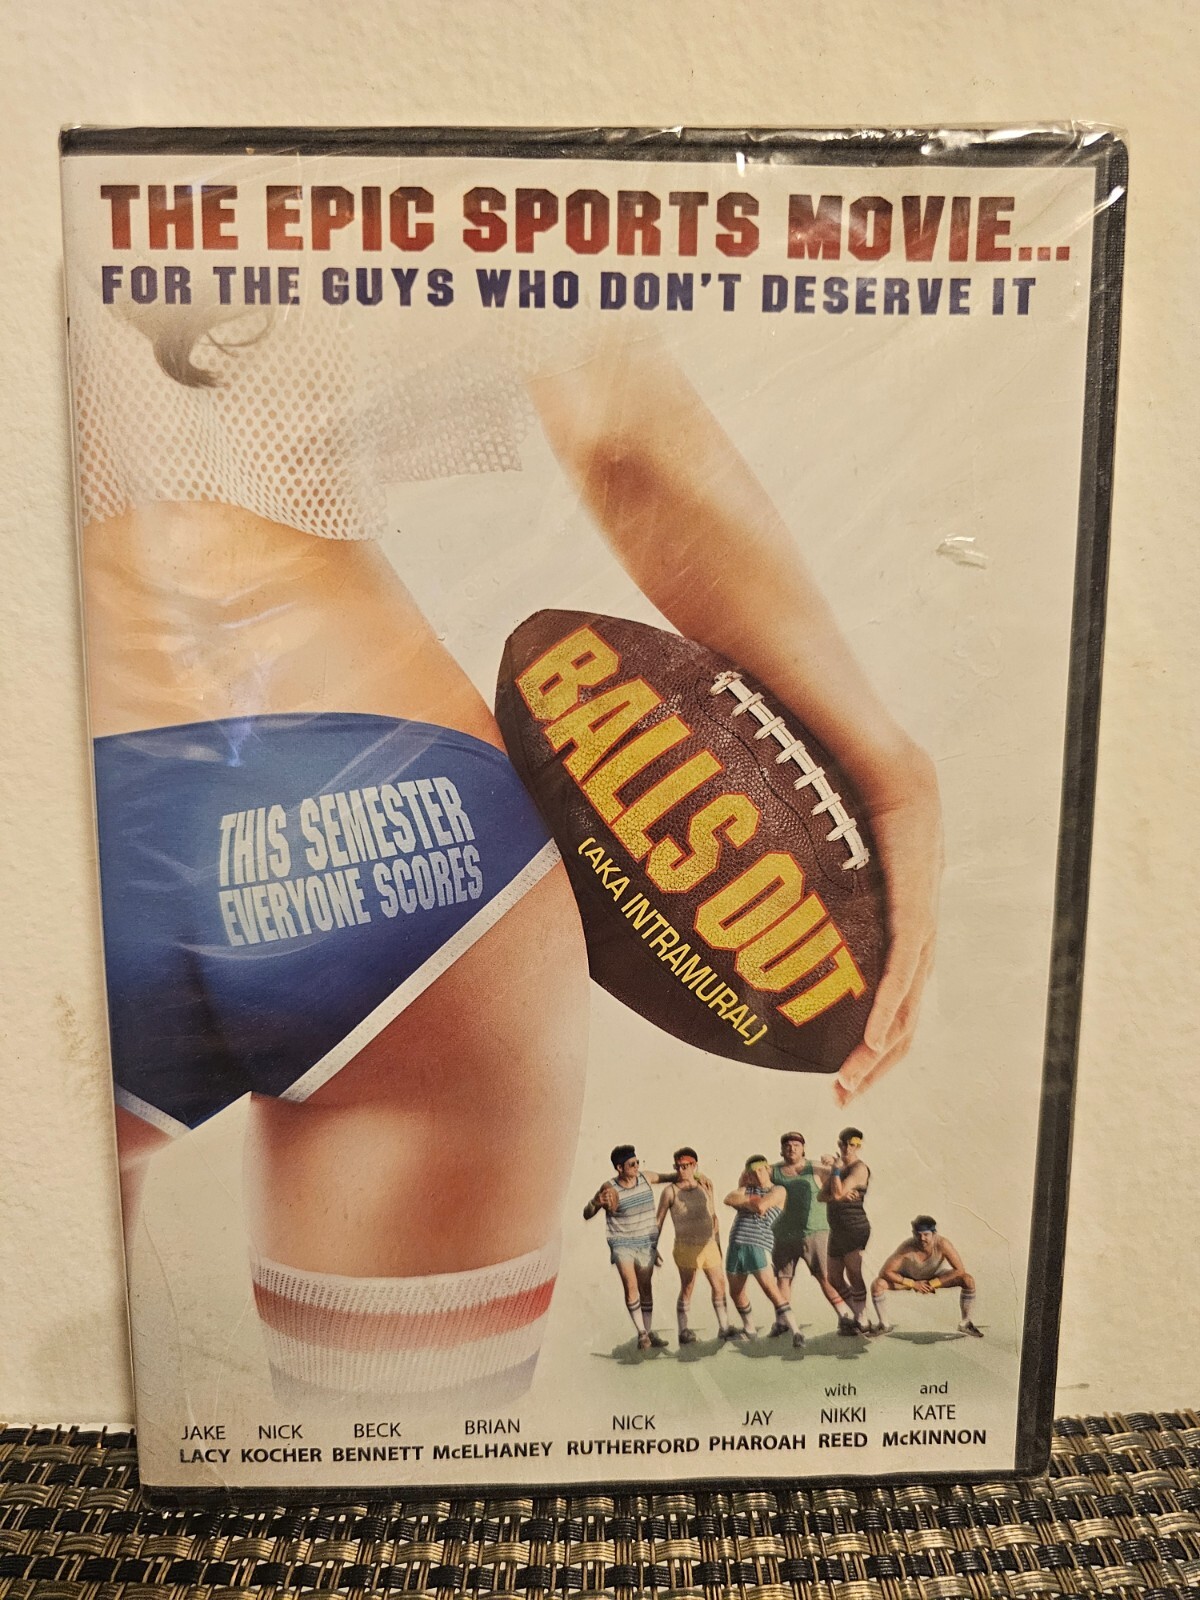 THE EPIC SPORTS MOVIE...
FOR THE GUYS WHO DON'T DESERVE IT
BALLS OUT
(AKA INTRAMURAL)
THIS SEMESTER
EVERYONE SCORES
JAKE LACY
NICK KOCHER
BECK BENNETT
BRIAN McELHANEY
NICK RUTHERFORD
JAY PHAROAH
with
NIKKI REED
and
KATE McKINNON